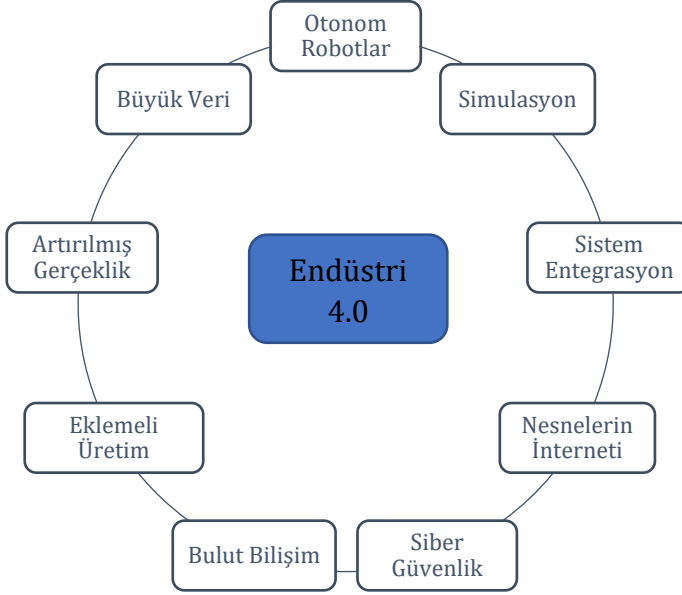 Otonom
Robotlar
Simulasyon
Sistem
Entegrasyon
Nesnelerin
İnterneti
Siber
Güvenlik
Bulut Bilişim
Eklemeli
Üretim
Artırılmış
Gerçeklik
Büyük Veri
Endüstri
4.0